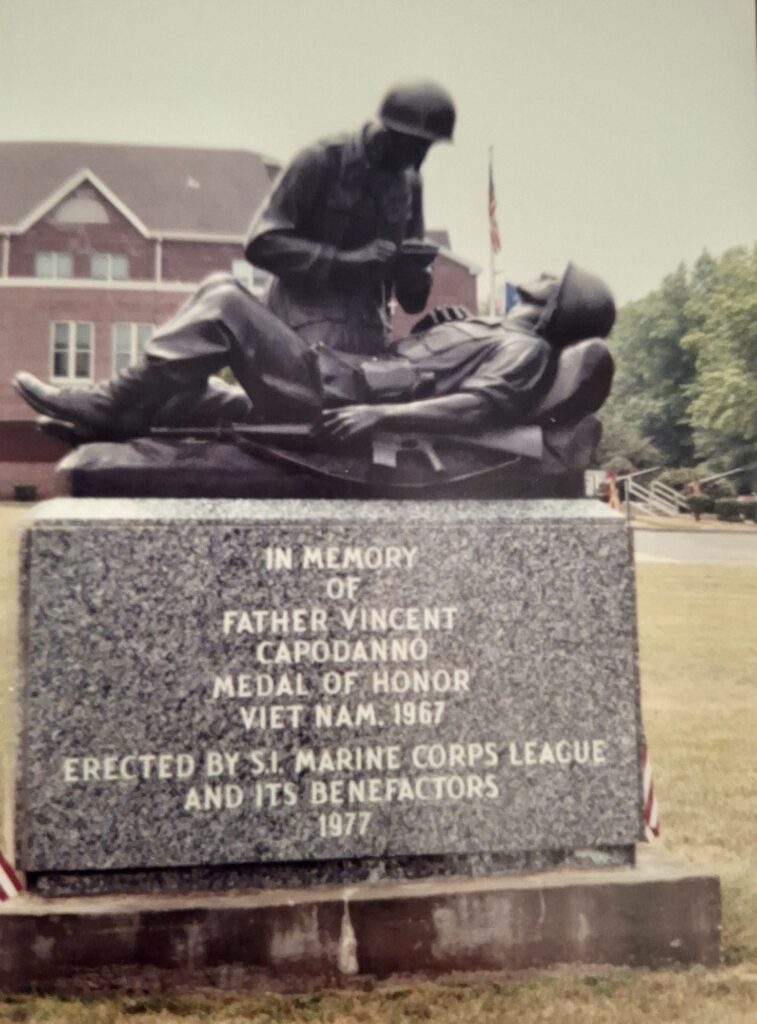 IN MEMORY
OF
FATHER VINCENT
CAPODANNO
MEDAL OF HONOR
VIET NAM. 1967
ERECTED BY S.I. MARINE CORPS LEAGUE
AND ITS BENEFACTORS
1977